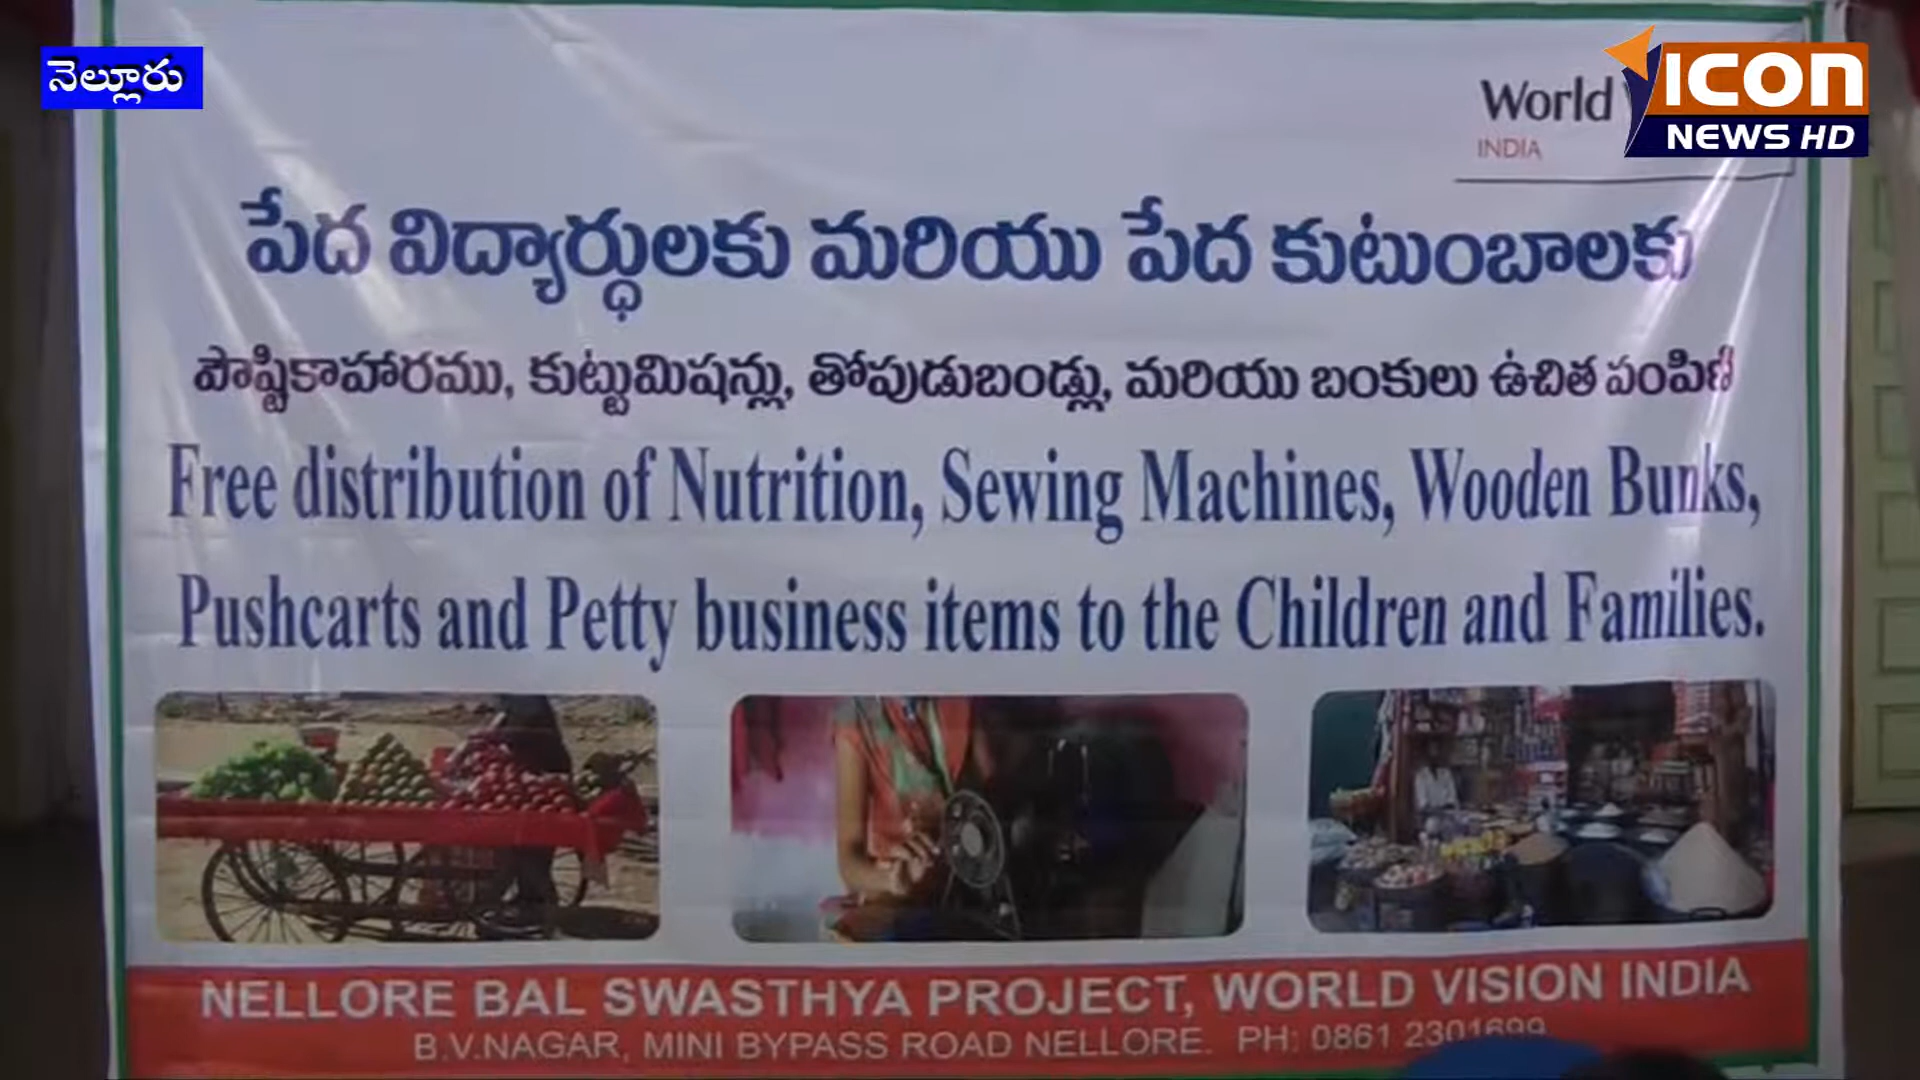 నెల్లూరు
ICON
NEWS HD
World
INDIA
పేద విద్యార్ధులకు మరియు పేద కుటుంబాలకు
పౌష్టికాహారము, కుట్టుమిషన్లు, తోపుడుబండ్లు, మరియు బంకులు ఉచిత పంపిణీ
Free distribution of Nutrition, Sewing Machines, Wooden Bunks,
Pushcarts and Petty business items to the Children and Families.
NELLORE BAL SWASTHYA PROJECT, WORLD VISION INDIA
B.V.NAGAR, MINI BYPASS ROAD NELLORE. PH: 0861